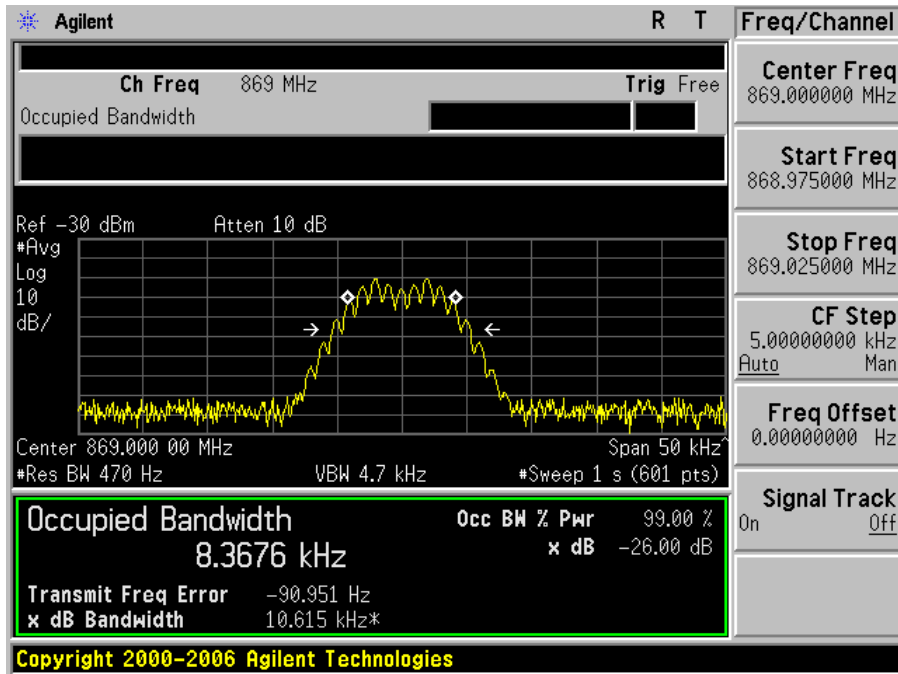 Agilent R T
Freq/Channel
Ch Freq 869 MHz Trig Free
Occupied Bandwidth
Center Freq
869.000000 MHz
Start Freq
868.975000 MHz
Stop Freq
869.025000 MHz
CF Step
5.00000000 kHz
Auto Man
Freq Offset
0.00000000 Hz
Signal Track
On Off
Ref -30 dBm Atten 10 dB
#Avg
Log
10
dB/
Center 869.000 00 MHz Span 50 kHz^
#Res BW 470 Hz VBW 4.7 kHz #Sweep 1 s (601 pts)
Occupied Bandwidth
8.3676 kHz
Occ BW % Pwr 99.00 %
x dB -26.00 dB
Transmit Freq Error -90.951 Hz
x dB Bandwidth 10.615 kHz*
Copyright 2000-2006 Agilent Technologies